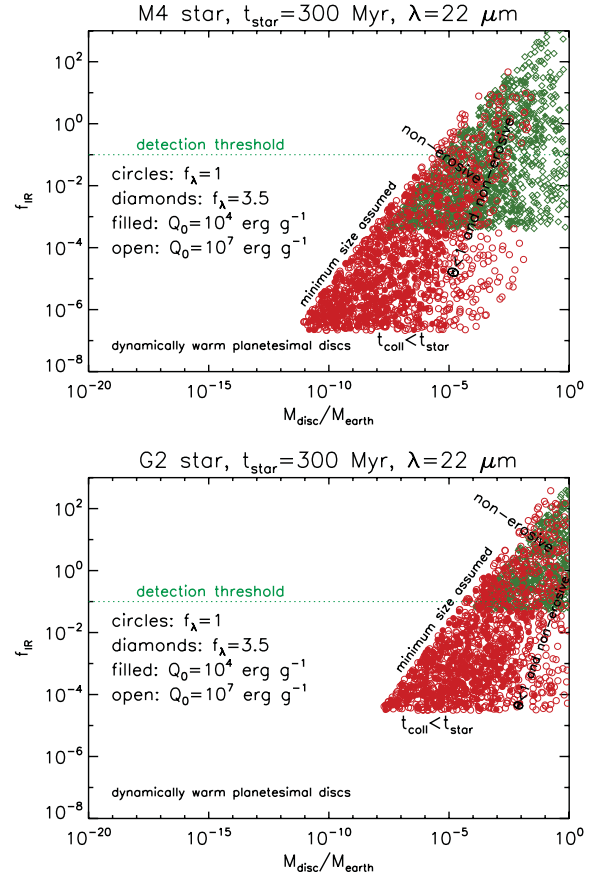 M4 star, t_star=300 Myr, λ=22 μm
10^2
10^0
10^-2
10^-4
10^-6
10^-8
f_IR
detection threshold
circles: f_λ=1
diamonds: f_λ=3.5
filled: Q_0=10^4 erg g^-1
open: Q_0=10^7 erg g^-1
non-erosive
minimum size assumed
Θ<1 and non-erosive
t_coll<t_star
dynamically warm planetesimal discs
10^-20 10^-15 10^-10 10^-5 10^0
M_disc/M_earth
G2 star, t_star=300 Myr, λ=22 μm
10^2
10^0
10^-2
10^-4
10^-6
10^-8
f_IR
non-erosive
minimum size assumed
detection threshold
circles: f_λ=1
diamonds: f_λ=3.5
filled: Q_0=10^4 erg g^-1
open: Q_0=10^7 erg g^-1
Θ<1 and non-erosive
t_coll<t_star
dynamically warm planetesimal discs
10^-20 10^-15 10^-10 10^-5 10^0
M_disc/M_earth